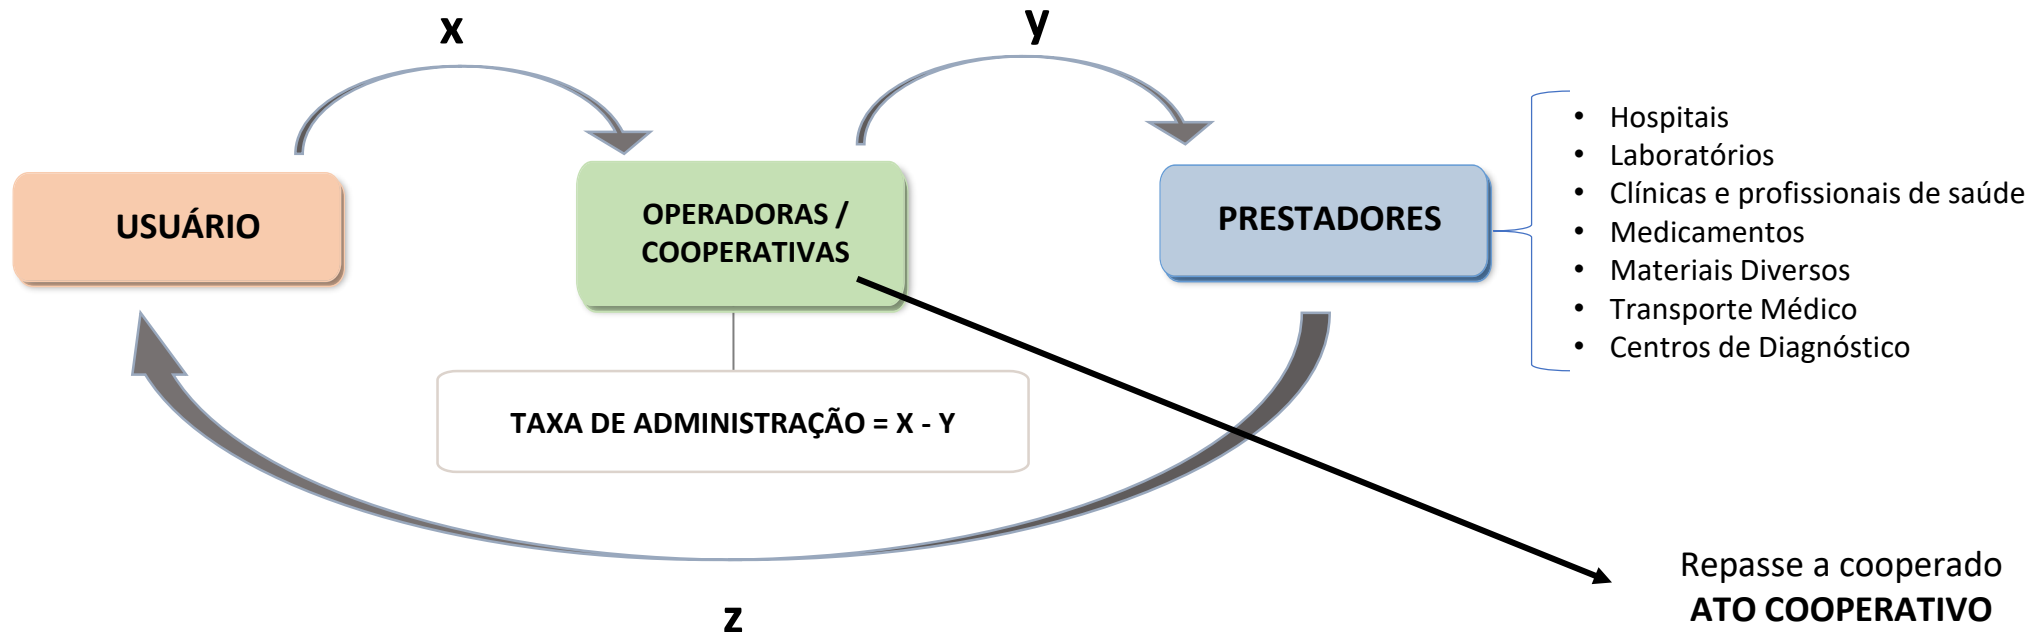 x
y
USUÁRIO
OPERADORAS /
COOPERATIVAS
PRESTADORES
• Hospitais
• Laboratórios
• Clínicas e profissionais de saúde
• Medicamentos
• Materiais Diversos
• Transporte Médico
• Centros de Diagnóstico
TAXA DE ADMINISTRAÇÃO = X - Y
z
Repasse a cooperado
ATO COOPERATIVO